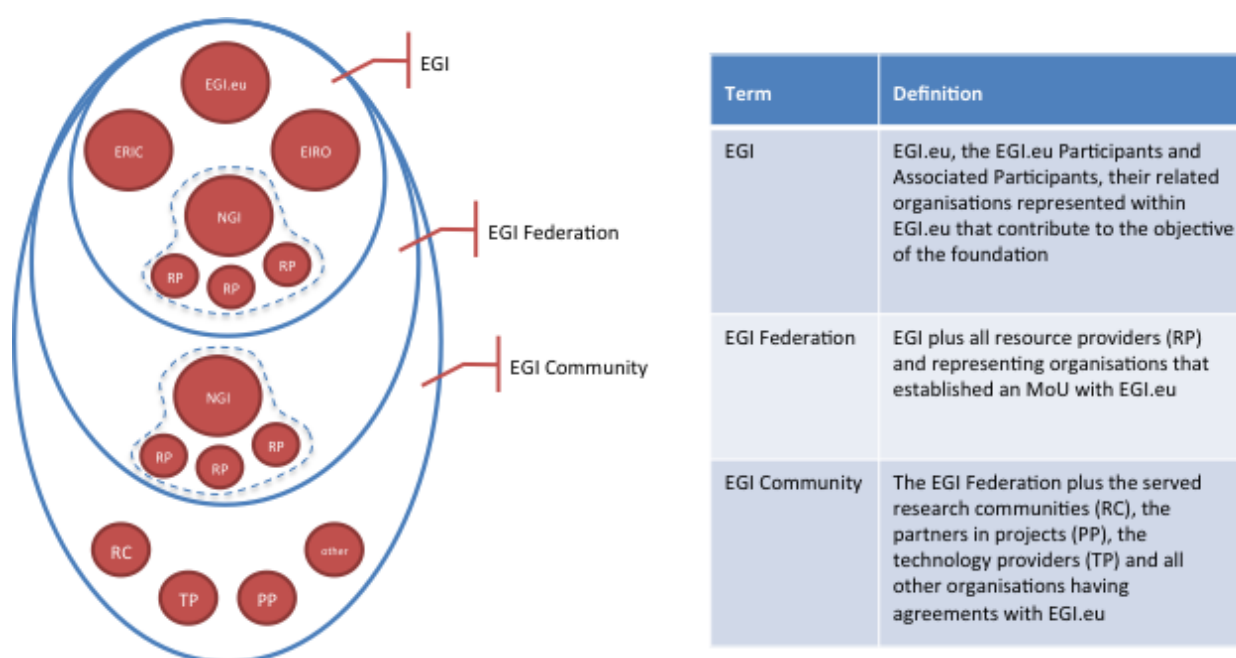 EGI
EGI.eu
ERIC
EIRO
NGI
RP
RP
RP
EGI Federation
EGI Community
NGI
RP
RP
RP
RC
TP
PP
other
Term
Definition
EGI
EGI.eu, the EGI.eu Participants and
Associated Participants, their related
organisations represented within
EGI.eu that contribute to the objective
of the foundation
EGI Federation
EGI plus all resource providers (RP)
and representing organisations that
established an MoU with EGI.eu
EGI Community
The EGI Federation plus the served
research communities (RC), the
partners in projects (PP), the
technology providers (TP) and all
other organisations having
agreements with EGI.eu